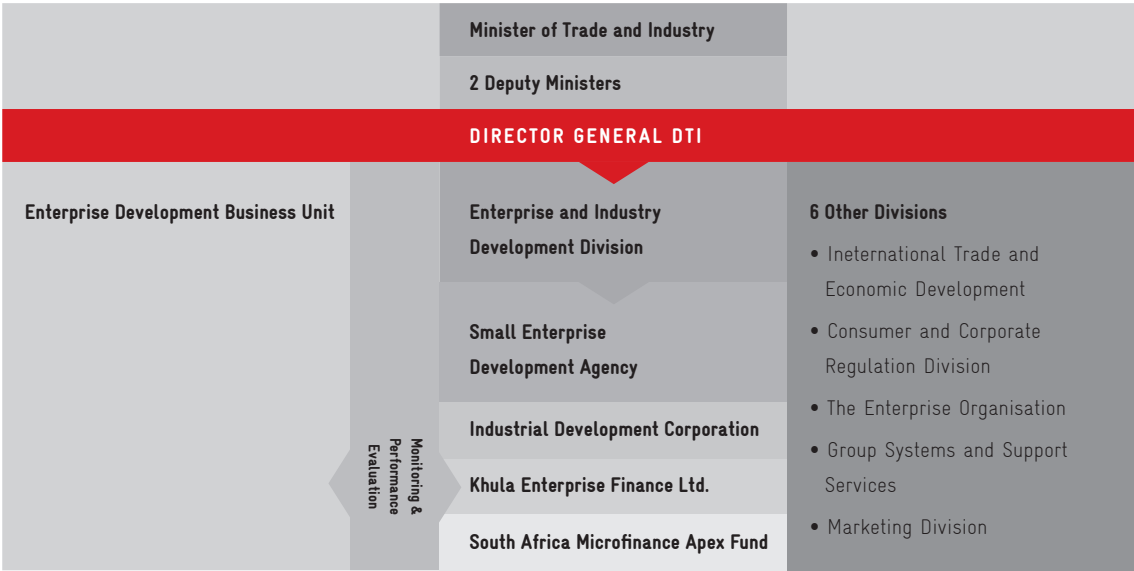 Minister of Trade and Industry
2 Deputy Ministers
DIRECTOR GENERAL DTI
Enterprise Development Business Unit
Monitoring &
Performance
Evaluation
Enterprise and Industry
Development Division
Small Enterprise
Development Agency
Industrial Development Corporation
Khula Enterprise Finance Ltd.
South Africa Microfinance Apex Fund
6 Other Divisions
• Ineternational Trade and
Economic Development
• Consumer and Corporate
Regulation Division
• The Enterprise Organisation
• Group Systems and Support
Services
• Marketing Division